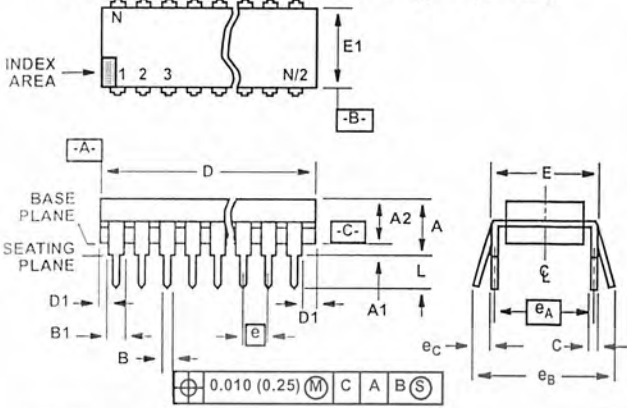 N
E1
INDEX
AREA
1 2 3 N/2
-B-
-A-
D
E
BASE
PLANE
A2 A
-C-
SEATING
PLANE
L
D1 A1 D1
eA
B1 e
B eC C
eB
⌖ 0.010 (0.25) Ⓜ C A B Ⓢ
℄